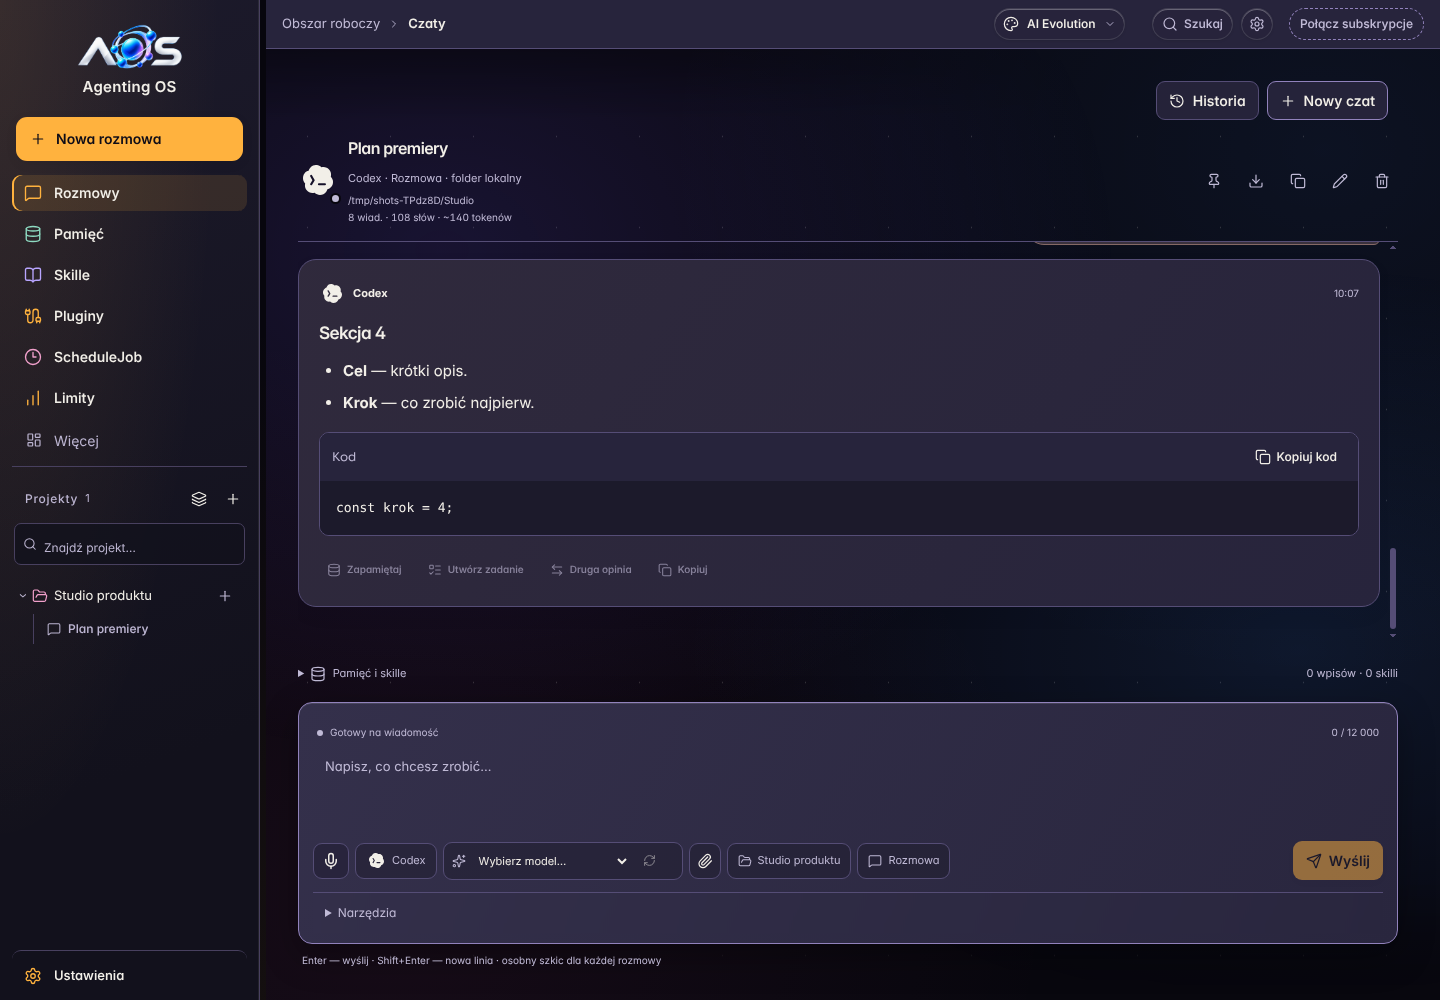 AOS
Agenting OS
Nowa rozmowa
Rozmowy
Pamięć
Skille
Pluginy
ScheduleJob
Limity
Więcej
Projekty 1
Znajdź projekt...
Studio produktu
Plan premiery
Ustawienia
Obszar roboczy
Czaty
AI Evolution
Szukaj
Połącz subskrypcje
Historia
Nowy czat
Plan premiery
Codex · Rozmowa · folder lokalny
/tmp/shots-TPdz8D/Studio
8 wiad. · 108 słów · ~140 tokenów
Codex
10:07
Sekcja 4
• Cel — krótki opis.
• Krok — co zrobić najpierw.
Kod
Kopiuj kod
const krok = 4;
Zapamiętaj
Utwórz zadanie
Druga opinia
Kopiuj
Pamięć i skille
0 wpisów · 0 skilli
Gotowy na wiadomość
0 / 12 000
Napisz, co chcesz zrobić...
Codex
Wybierz model...
Studio produktu
Rozmowa
Wyślij
Narzędzia
Enter — wyślij · Shift+Enter — nowa linia · osobny szkic dla każdej rozmowy